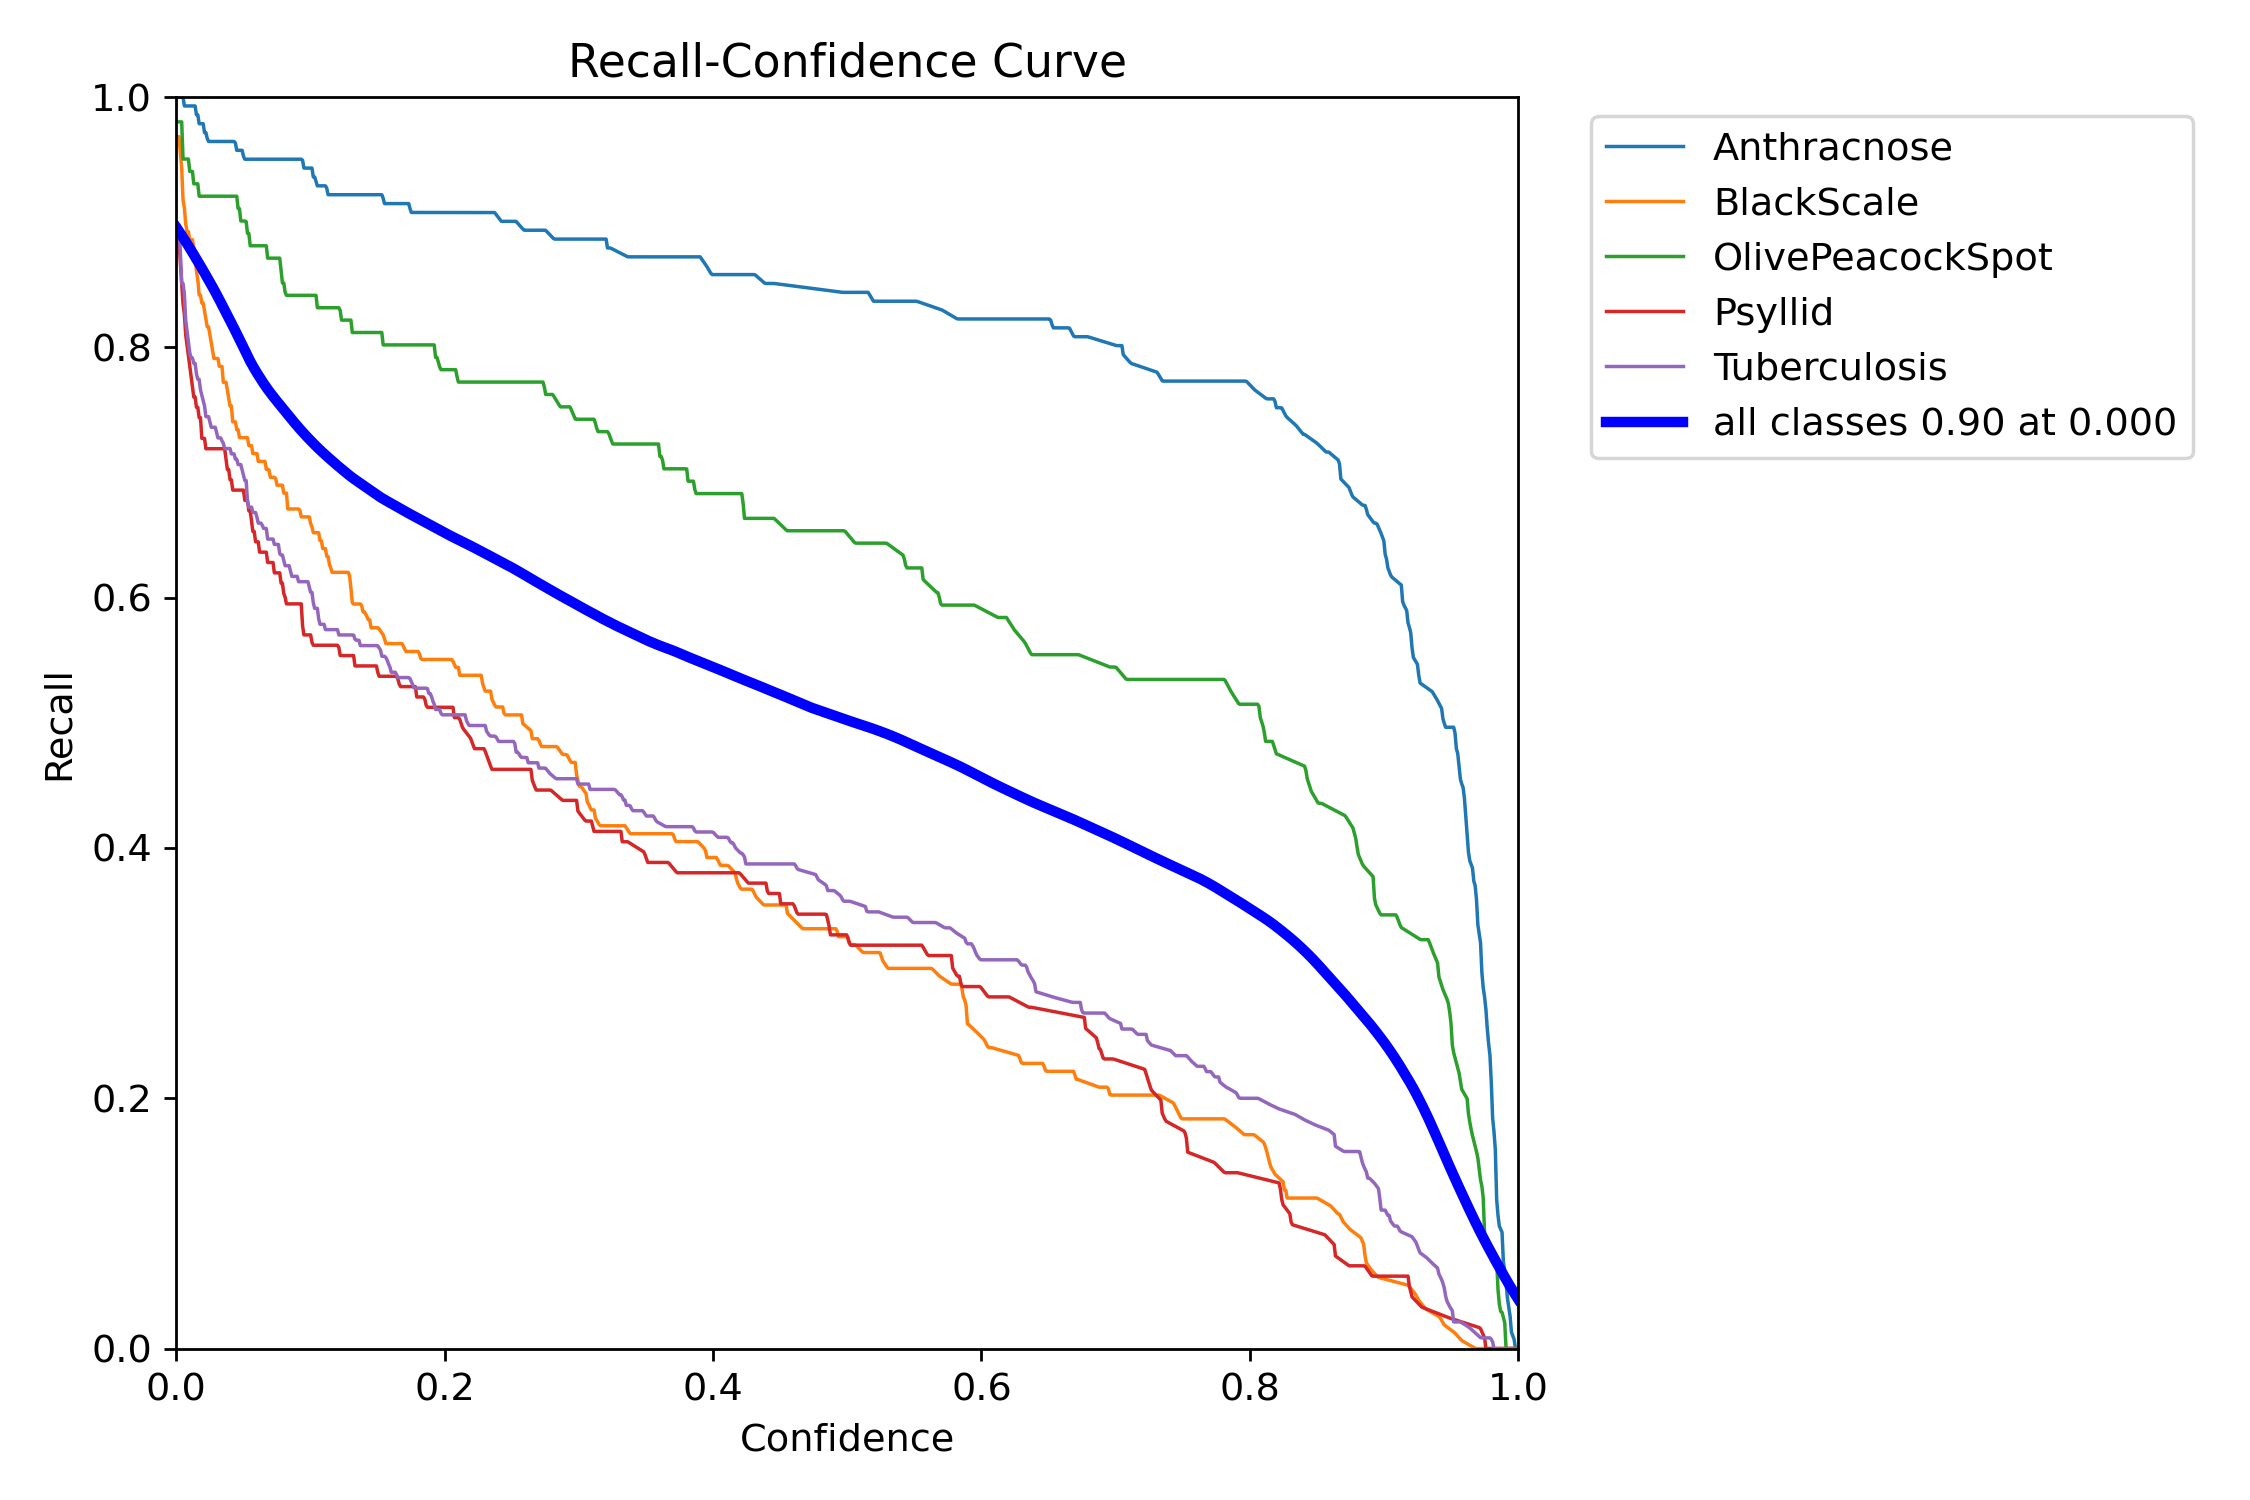 Recall-Confidence Curve
1.0
0.8
0.6
0.4
0.2
0.0
Recall
0.0 0.2 0.4 0.6 0.8 1.0
Confidence
Anthracnose
BlackScale
OlivePeacockSpot
Psyllid
Tuberculosis
all classes 0.90 at 0.000